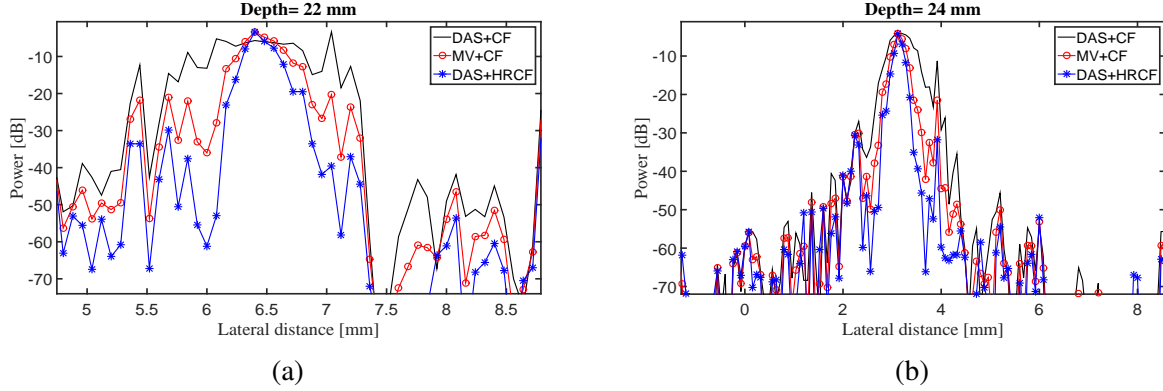 Depth= 22 mm
DAS+CF
MV+CF
DAS+HRCF
-10
-20
-30
-40
-50
-60
-70
Power [dB]
5
5.5
6
6.5
7
7.5
8
8.5
Lateral distance [mm]
(a)
Depth= 24 mm
DAS+CF
MV+CF
DAS+HRCF
-10
-20
-30
-40
-50
-60
-70
Power [dB]
0
2
4
6
8
Lateral distance [mm]
(b)